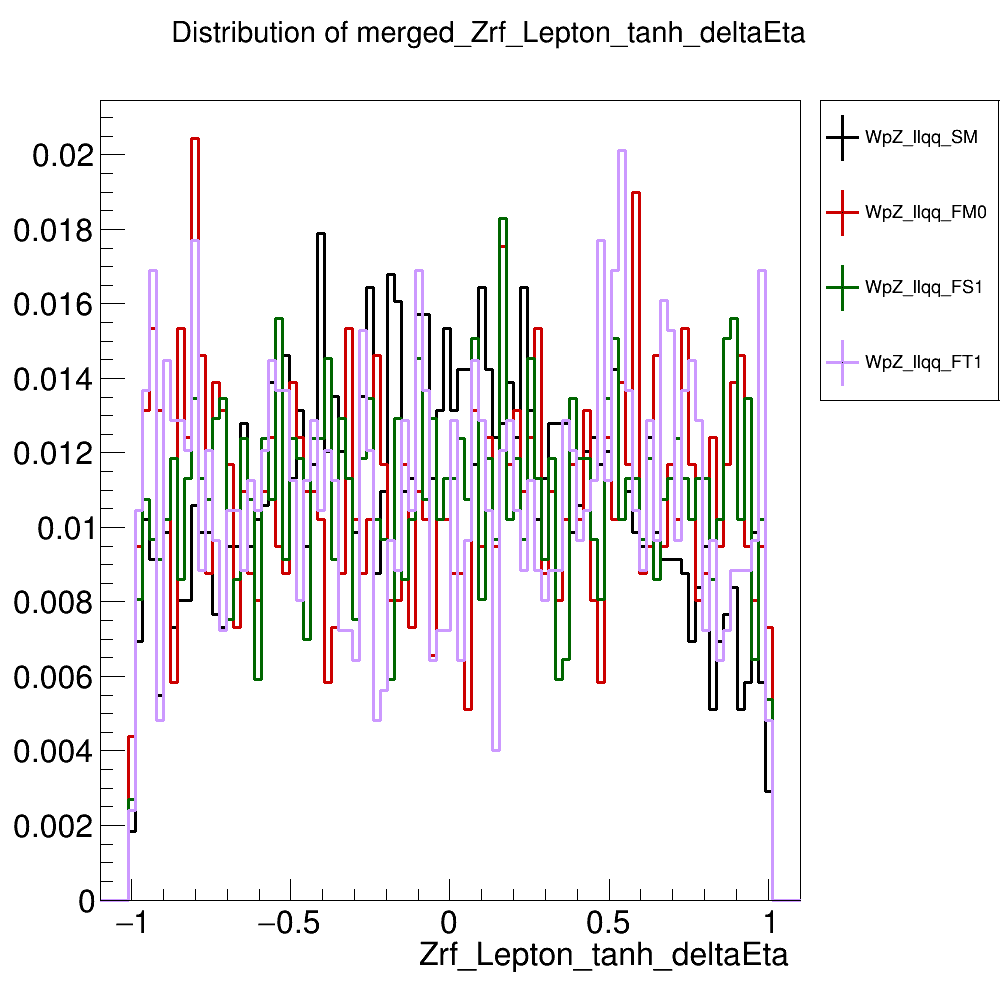 Distribution of merged_Zrf_Lepton_tanh_deltaEta
WpZ_llqq_SM
WpZ_llqq_FM0
WpZ_llqq_FS1
WpZ_llqq_FT1
0.02
0.018
0.016
0.014
0.012
0.01
0.008
0.006
0.004
0.002
0
−1 −0.5 0 0.5 1
Zrf_Lepton_tanh_deltaEta